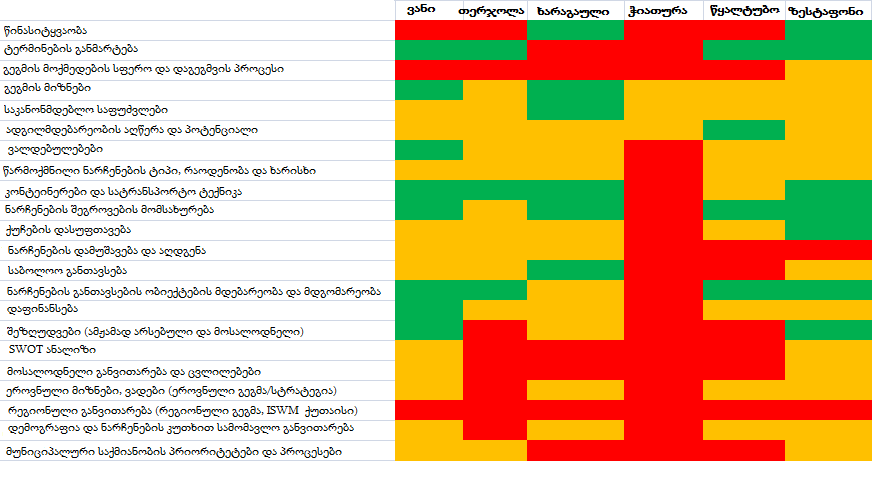 ვანი თერჯოლა ხარაგაული ჭიათურა წყალტუბო ზესტაფონი
წინასიტყვაობა
ტერმინების განმარტება
გეგმის მოქმედების სფერო და დაგეგმვის პროცესი
გეგმის მიზნები
საკანონმდებლო საფუძვლები
ადგილმდებარეობის აღწერა და პოტენციალი
ვალდებულებები
წარმოქმნილი ნარჩენების ტიპი, რაოდენობა და ხარისხი
კონტეინერები და სატრანსპორტო ტექნიკა
ნარჩენების შეგროვების მომსახურება
ქუჩების დასუფთავება
ნარჩენების დამუშავება და აღდგენა
საბოლოო განთავსება
ნარჩენების განთავსების ობიექტების მდებარეობა და მდგომარეობა
დაფინანსება
შეზღუდვები (ამჟამად არსებული და მოსალოდნელი)
SWOT ანალიზი
მოსალოდნელი განვითარება და ცვლილებები
ეროვნული მიზნები, ვადები (ეროვნული გეგმა/სტრატეგია)
რეგიონული განვითარება (რეგიონული გეგმა, ISWM ქუთაისი)
დემოგრაფია და ნარჩენების კუთხით სამომავლო განვითარება
მუნიციპალური საქმიანობის პრიორიტეტები და პროცესები